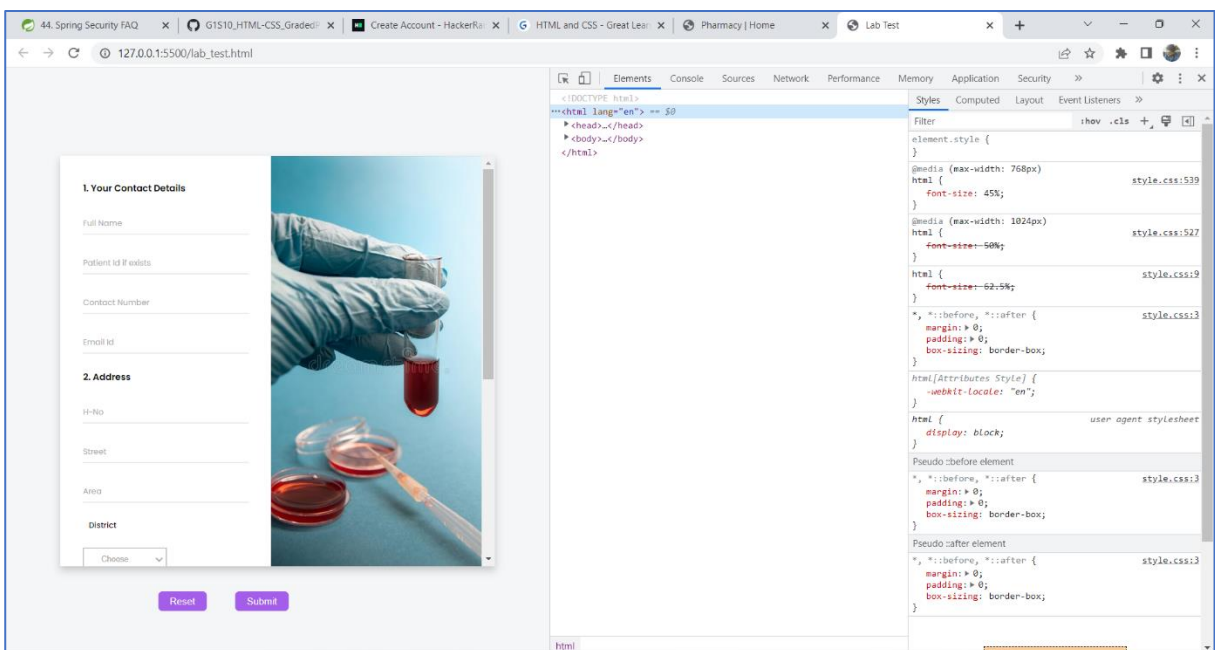 44. Spring Security FAQ
G1S10_HTML-CSS_Graded
Create Account - HackerRa
HTML and CSS - Great Lear
Pharmacy | Home
Lab Test
127.0.0.1:5500/lab_test.html
Elements Console Sources Network Performance Memory Application Security
<!DOCTYPE html>
<html lang="en"> == $0
<head>…</head>
<body>…</body>
</html>
html
Styles Computed Layout Event Listeners
Filter :hov .cls
element.style {
}
@media (max-width: 768px)
html { style.css:539
font-size: 45%;
}
@media (max-width: 1024px)
html { style.css:527
font-size: 50%;
}
html { style.css:9
font-size: 62.5%;
}
*, *::before, *::after { style.css:3
margin: 0;
padding: 0;
box-sizing: border-box;
}
html[Attributes Style] {
-webkit-locale: "en";
}
html { user agent stylesheet
display: block;
}
Pseudo ::before element
*, *::before, *::after { style.css:3
margin: 0;
padding: 0;
box-sizing: border-box;
}
Pseudo ::after element
*, *::before, *::after { style.css:3
margin: 0;
padding: 0;
box-sizing: border-box;
}
1. Your Contact Details
Full Name
Patient Id if exists
Contact Number
Email Id
2. Address
H-No
Street
Area
District
Choose
Reset
Submit